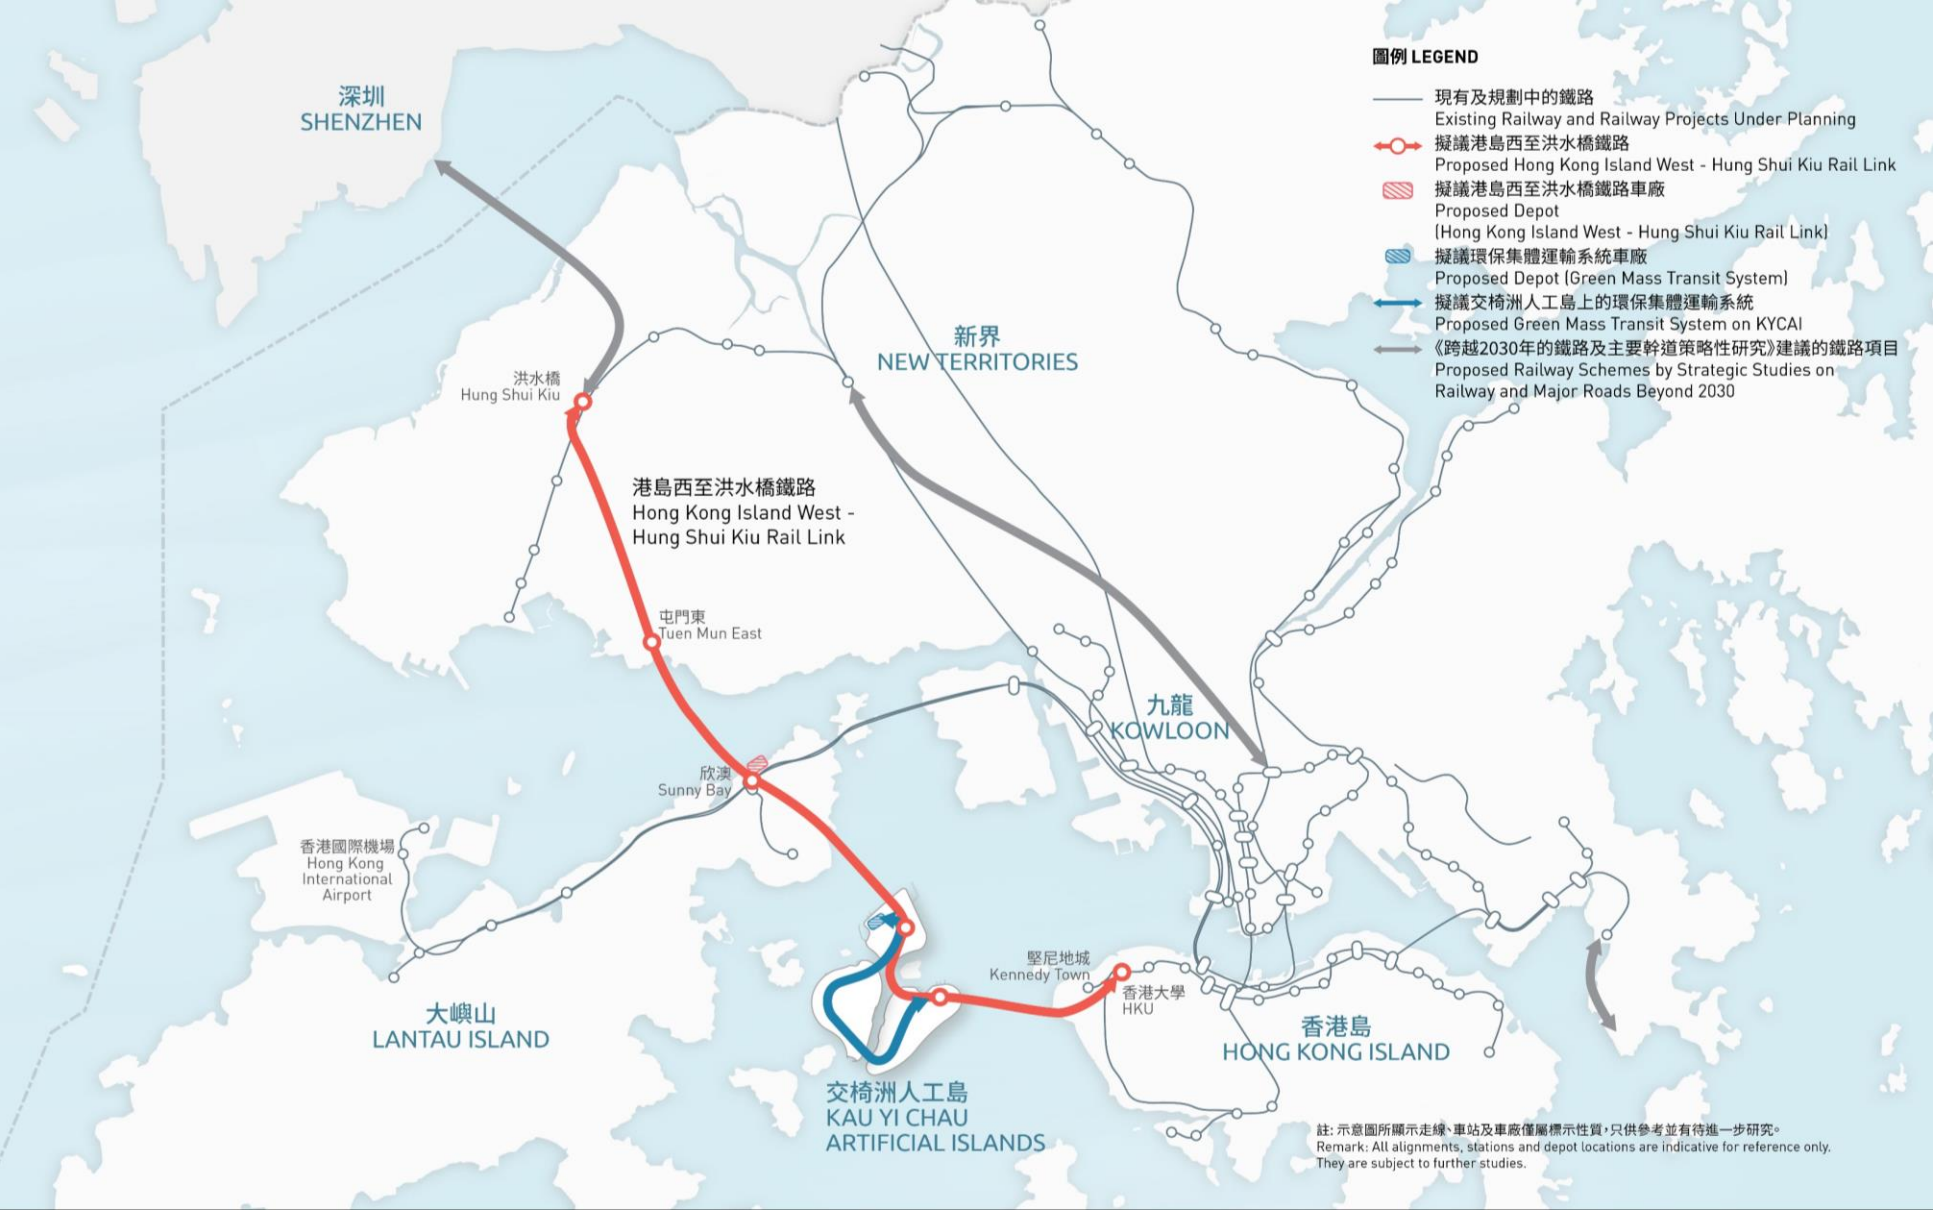 深圳
SHENZHEN
新界
NEW TERRITORIES
洪水橋
Hung Shui Kiu
港島西至洪水橋鐵路
Hong Kong Island West -
Hung Shui Kiu Rail Link
屯門東
Tuen Mun East
九龍
KOWLOON
欣澳
Sunny Bay
香港國際機場
Hong Kong
International
Airport
大嶼山
LANTAU ISLAND
堅尼地城
Kennedy Town
香港大學
HKU
香港島
HONG KONG ISLAND
交椅洲人工島
KAU YI CHAU
ARTIFICIAL ISLANDS
圖例 LEGEND
現有及規劃中的鐵路
Existing Railway and Railway Projects Under Planning
擬議港島西至洪水橋鐵路
Proposed Hong Kong Island West - Hung Shui Kiu Rail Link
擬議港島西至洪水橋鐵路車廠
Proposed Depot
(Hong Kong Island West - Hung Shui Kiu Rail Link)
擬議環保集體運輸系統車廠
Proposed Depot (Green Mass Transit System)
擬議交椅洲人工島上的環保集體運輸系統
Proposed Green Mass Transit System on KYCAI
《跨越2030年的鐵路及主要幹道策略性研究》建議的鐵路項目
Proposed Railway Schemes by Strategic Studies on
Railway and Major Roads Beyond 2030
註: 示意圖所顯示走線、車站及車廠僅屬標示性質，只供參考並有待進一步研究。
Remark: All alignments, stations and depot locations are indicative for reference only.
They are subject to further studies.